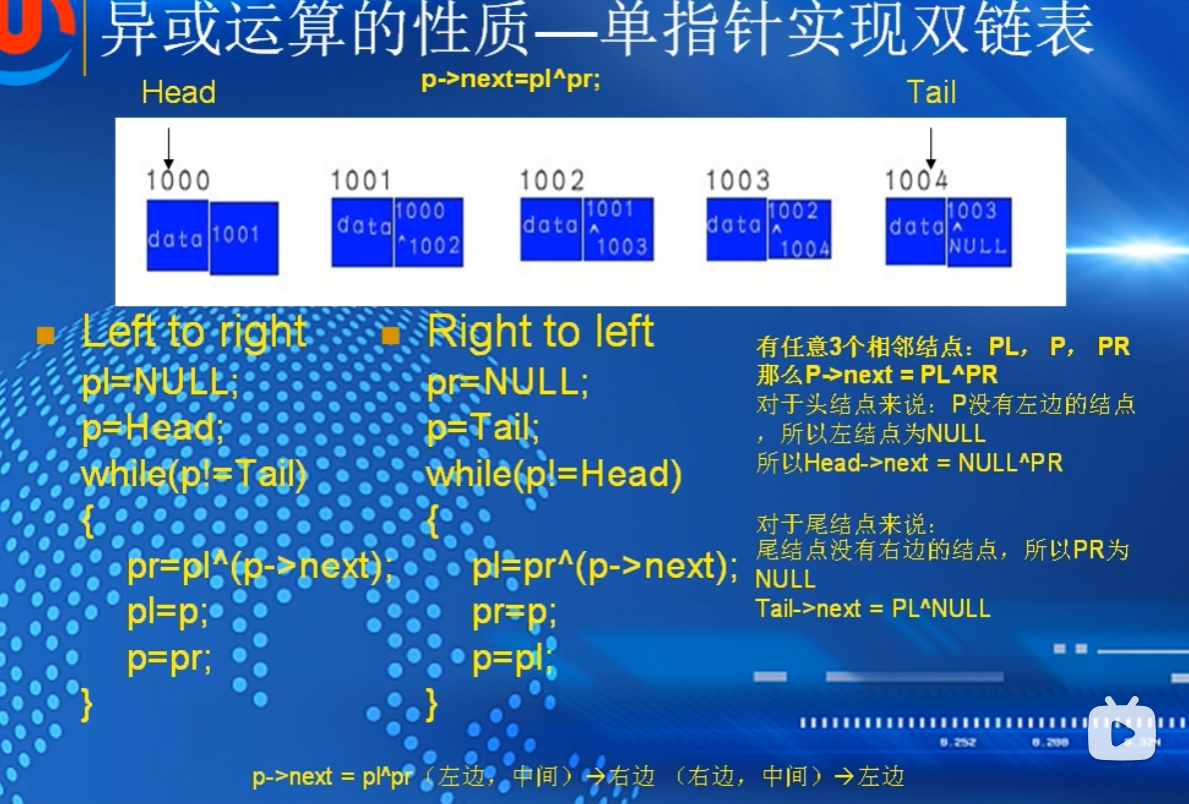 异或运算的性质—单指针实现双链表
p->next=pl^pr;
Head
Tail
1000
1001
1002
1003
1004
data
1001
data
1000
^1002
data
1001
^
1003
data
1002
^
1004
data
1003
^
NULL
Left to right
pl=NULL;
p=Head;
while(p!=Tail)
{
pr=pl^(p->next);
pl=p;
p=pr;
}
Right to left
pr=NULL;
p=Tail;
while(p!=Head)
{
pl=pr^(p->next);
pr=p;
p=pl;
}
有任意3个相邻结点：PL， P， PR
那么P->next = PL^PR
对于头结点来说：P没有左边的结点
，所以左结点为NULL
所以Head->next = NULL^PR
对于尾结点来说：
尾结点没有右边的结点，所以PR为
NULL
Tail->next = PL^NULL
0.252
0.288
0.324
p->next = pl^pr（左边，中间）→右边 （右边，中间）→左边